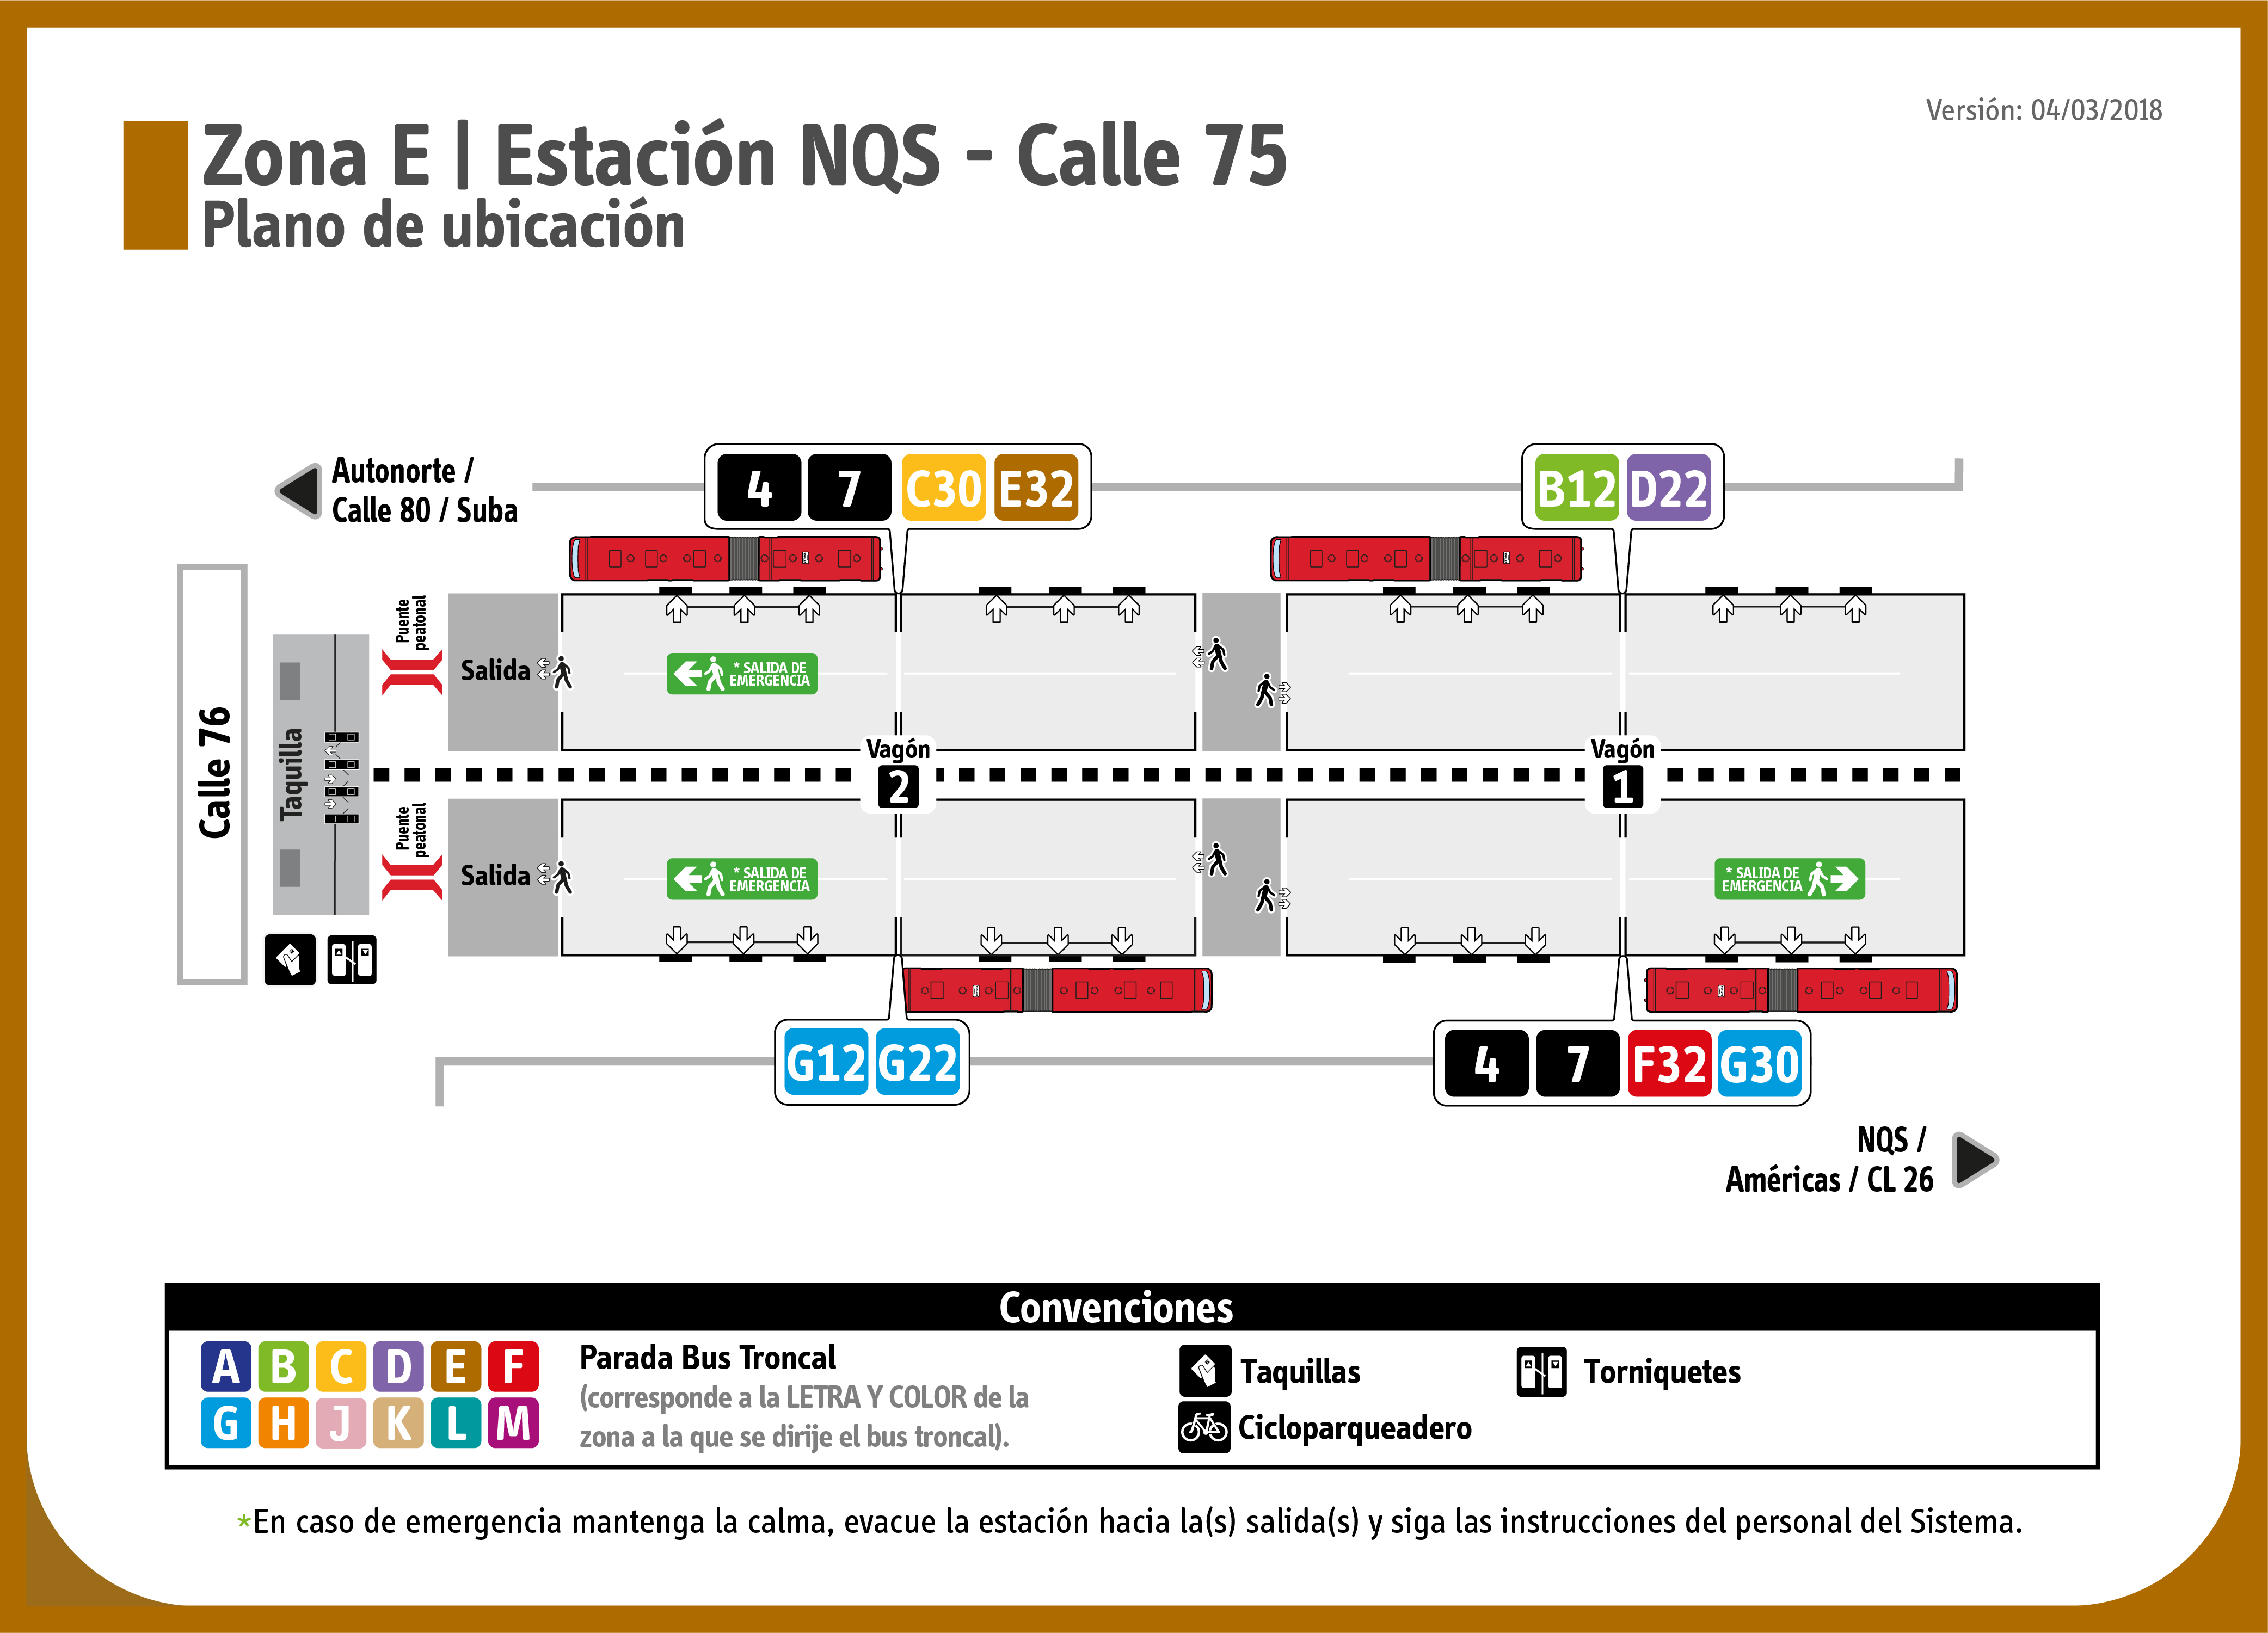 Versión: 04/03/2018
Zona E | Estación NQS - Calle 75
Plano de ubicación
Autonorte /
Calle 80 / Suba
4 7 C30 E32
B12 D22
Calle 76
Taquilla
Puente
peatonal
Salida
* SALIDA DE
EMERGENCIA
Vagón
2
Vagón
1
Puente
peatonal
Salida
* SALIDA DE
EMERGENCIA
* SALIDA DE
EMERGENCIA
G12 G22
4 7 F32 G30
NQS /
Américas / CL 26
Convenciones
A B C D E F
G H J K L M
Parada Bus Troncal
(corresponde a la LETRA Y COLOR de la
zona a la que se dirije el bus troncal).
Taquillas
Cicloparqueadero
Torniquetes
*En caso de emergencia mantenga la calma, evacue la estación hacia la(s) salida(s) y siga las instrucciones del personal del Sistema.